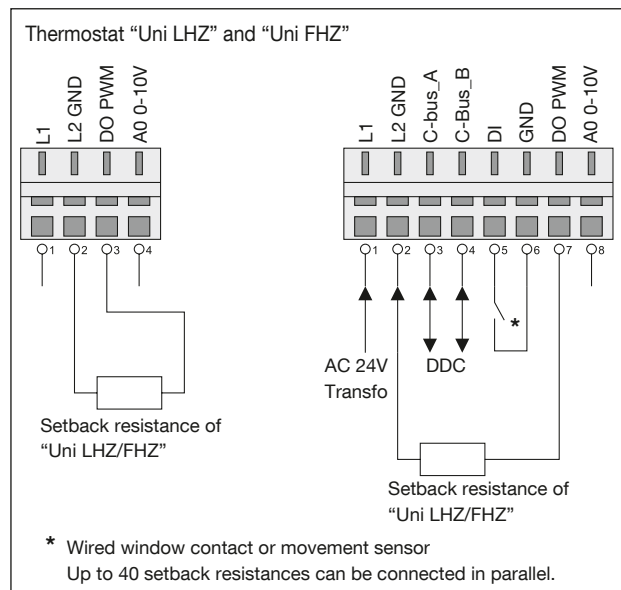 Thermostat “Uni LHZ” and “Uni FHZ”
L1
L2 GND
DO PWM
A0 0-10V
1
2
3
4
Setback resistance of
“Uni LHZ/FHZ”
L1
L2 GND
C-bus_A
C-Bus_B
DI
GND
DO PWM
A0 0-10V
1
2
3
4
5
6
7
8
*
AC 24V
Transfo
DDC
Setback resistance of
“Uni LHZ/FHZ”
* Wired window contact or movement sensor
Up to 40 setback resistances can be connected in parallel.